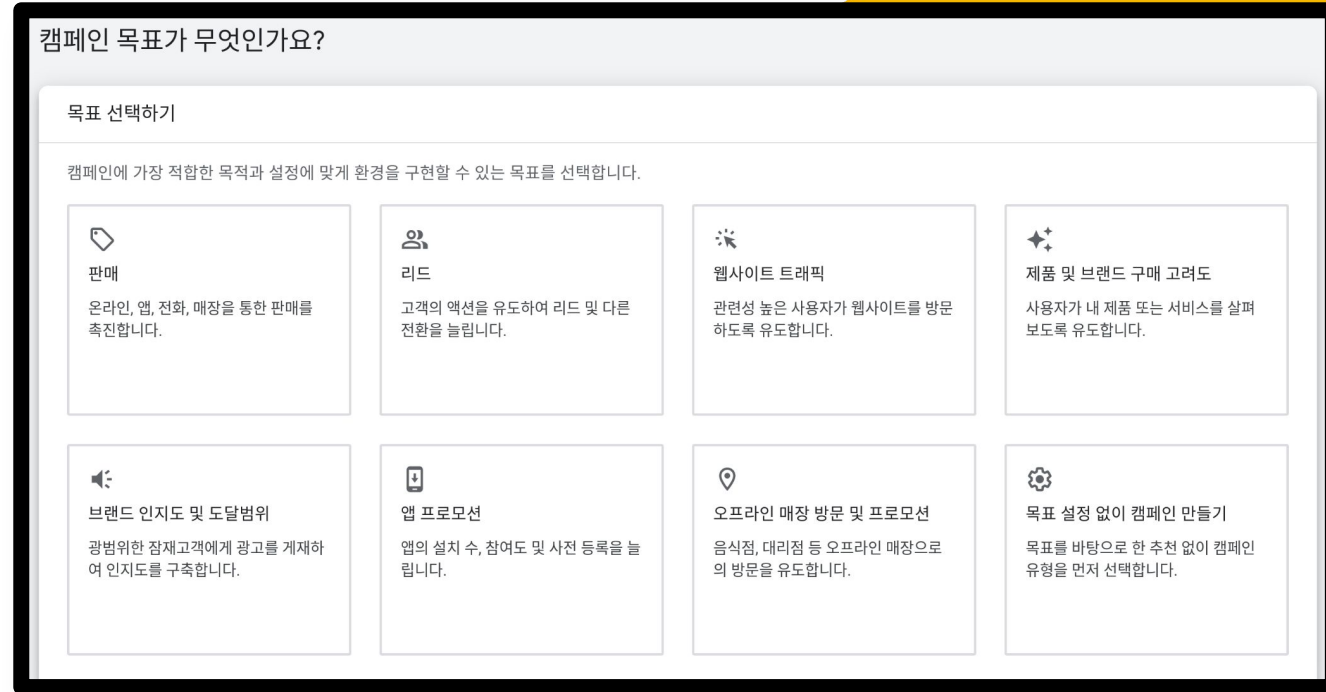 캠페인 목표가 무엇인가요?
목표 선택하기
캠페인에 가장 적합한 목적과 설정에 맞게 환경을 구현할 수 있는 목표를 선택합니다.
판매
온라인, 앱, 전화, 매장을 통한 판매를
촉진합니다.
리드
고객의 액션을 유도하여 리드 및 다른
전환을 늘립니다.
웹사이트 트래픽
관련성 높은 사용자가 웹사이트를 방문
하도록 유도합니다.
제품 및 브랜드 구매 고려도
사용자가 내 제품 또는 서비스를 살펴
보도록 유도합니다.
브랜드 인지도 및 도달범위
광범위한 잠재고객에게 광고를 게재하
여 인지도를 구축합니다.
앱 프로모션
앱의 설치 수, 참여도 및 사전 등록을 늘
립니다.
오프라인 매장 방문 및 프로모션
음식점, 대리점 등 오프라인 매장으로
의 방문을 유도합니다.
목표 설정 없이 캠페인 만들기
목표를 바탕으로 한 추천 없이 캠페인
유형을 먼저 선택합니다.